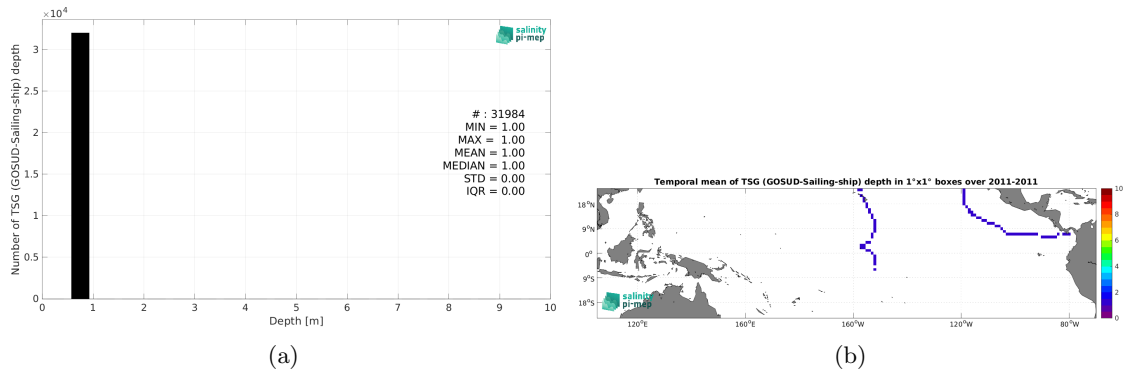 ×10⁴
3
2.5
2
1.5
1
0.5
0
Number of TSG (GOSUD-Sailing-ship) depth
salinity
pi-mep
# : 31984
MIN = 1.00
MAX = 1.00
MEAN = 1.00
MEDIAN = 1.00
STD = 0.00
IQR = 0.00
0 1 2 3 4 5 6 7 8 9 10
Depth [m]
(a)
Temporal mean of TSG (GOSUD-Sailing-ship) depth in 1°x1° boxes over 2011-2011
18°N
9°N
0°
9°S
18°S
salinity
pi-mep
120°E 160°E 160°W 120°W 80°W
10
8
6
4
2
0
(b)